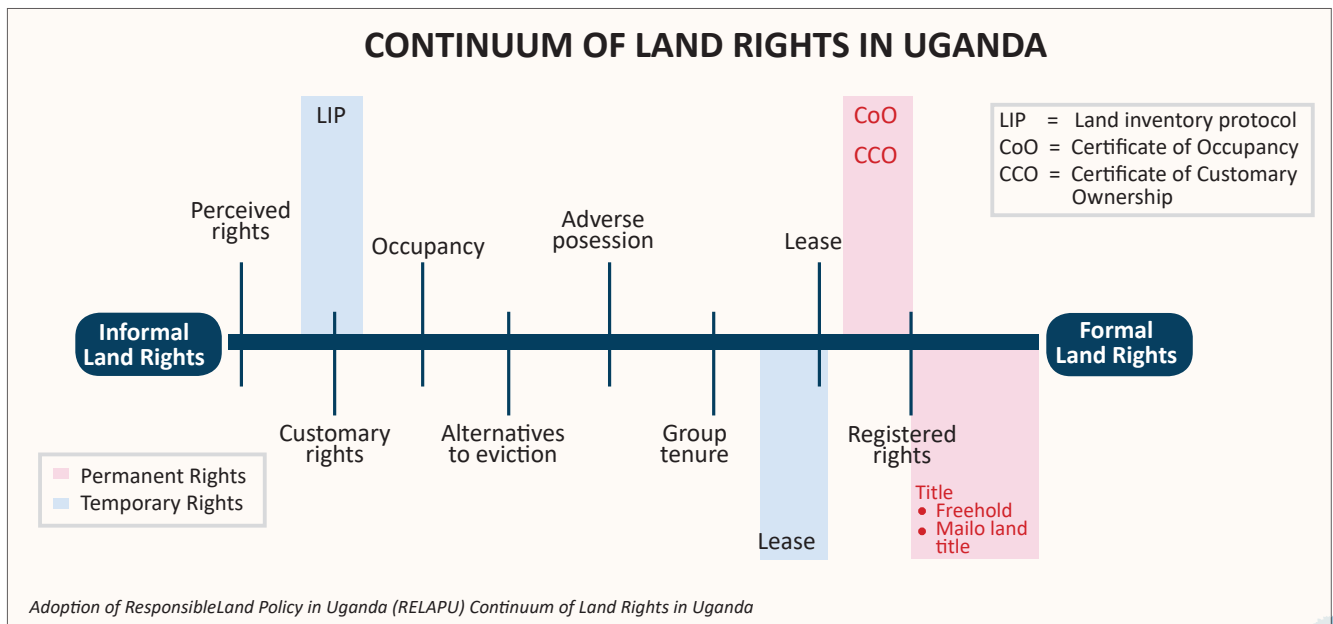 CONTINUUM OF LAND RIGHTS IN UGANDA
LIP
CoO
CCO
LIP = Land inventory protocol
CoO = Certificate of Occupancy
CCO = Certificate of Customary
Ownership
Perceived
rights
Occupancy
Adverse
posession
Lease
Informal
Land Rights
Formal
Land Rights
Customary
rights
Alternatives
to eviction
Group
tenure
Registered
rights
Permanent Rights
Temporary Rights
Lease
Title
• Freehold
• Mailo land
title
Adoption of ResponsibleLand Policy in Uganda (RELAPU) Continuum of Land Rights in Uganda